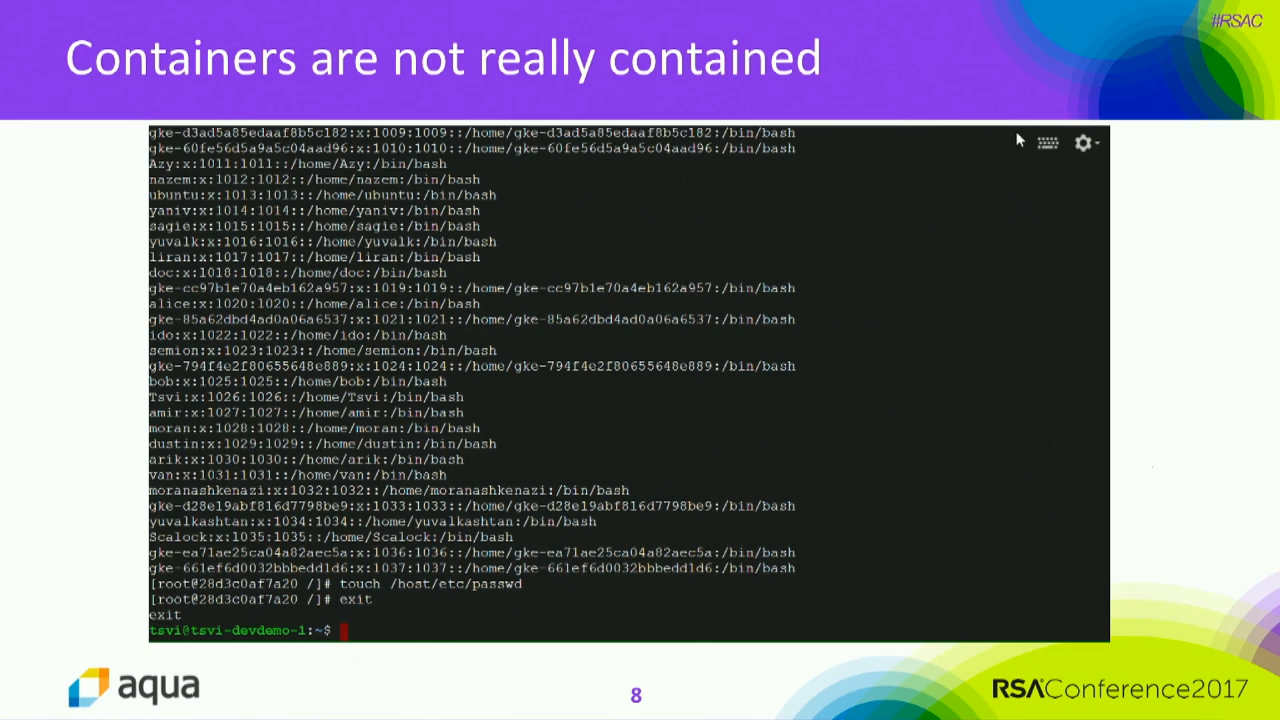 #RSAC
Containers are not really contained
gke-d3ad5a85edaaf8b5c182:x:1009:1009::/home/gke-d3ad5a85edaaf8b5c182:/bin/bash
gke-60fe56d5a9a5c04aad96:x:1010:1010::/home/gke-60fe56d5a9a5c04aad96:/bin/bash
Azy:x:1011:1011::/home/Azy:/bin/bash
nazem:x:1012:1012::/home/nazem:/bin/bash
ubuntu:x:1013:1013::/home/ubuntu:/bin/bash
yaniv:x:1014:1014::/home/yaniv:/bin/bash
sagie:x:1015:1015::/home/sagie:/bin/bash
yuvalk:x:1016:1016::/home/yuvalk:/bin/bash
liran:x:1017:1017::/home/liran:/bin/bash
doc:x:1018:1018::/home/doc:/bin/bash
gke-cc97b1e70a4eb162a957:x:1019:1019::/home/gke-cc97b1e70a4eb162a957:/bin/bash
alice:x:1020:1020::/home/alice:/bin/bash
gke-85a62dbd4ad0a06a6537:x:1021:1021::/home/gke-85a62dbd4ad0a06a6537:/bin/bash
ido:x:1022:1022::/home/ido:/bin/bash
semion:x:1023:1023::/home/semion:/bin/bash
gke-794f4e2f80655648e889:x:1024:1024::/home/gke-794f4e2f80655648e889:/bin/bash
bob:x:1025:1025::/home/bob:/bin/bash
Tsvi:x:1026:1026::/home/Tsvi:/bin/bash
amir:x:1027:1027::/home/amir:/bin/bash
moran:x:1028:1028::/home/moran:/bin/bash
dustin:x:1029:1029::/home/dustin:/bin/bash
arik:x:1030:1030::/home/arik:/bin/bash
van:x:1031:1031::/home/van:/bin/bash
moranashkenazi:x:1032:1032::/home/moranashkenazi:/bin/bash
gke-d28e19abf816d7798be9:x:1033:1033::/home/gke-d28e19abf816d7798be9:/bin/bash
yuvalkashtan:x:1034:1034::/home/yuvalkashtan:/bin/bash
Scalock:x:1035:1035::/home/Scalock:/bin/bash
gke-ea71ae25ca04a82aec5a:x:1036:1036::/home/gke-ea71ae25ca04a82aec5a:/bin/bash
gke-661ef6d0032bbbedd1d6:x:1037:1037::/home/gke-661ef6d0032bbbedd1d6:/bin/bash
[root@28d3c0af7a20 /]# touch /host/etc/passwd
[root@28d3c0af7a20 /]# exit
exit
tsvi@tsvi-devdemo-1:~$
aqua
8
RSAConference2017